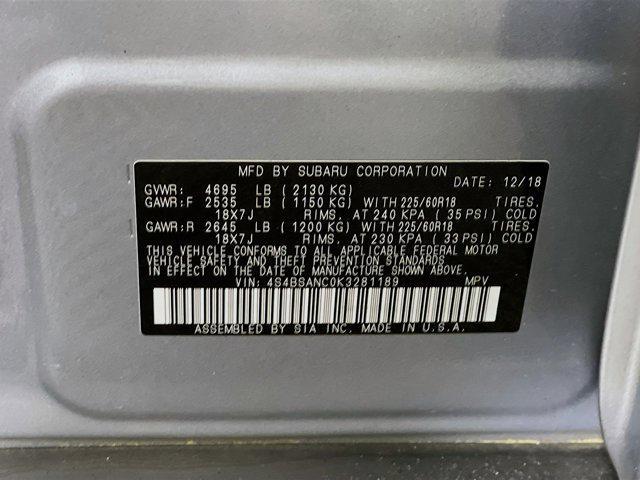 MFD BY SUBARU CORPORATION
DATE: 12/18
GVWR: 4695 LB (2130 KG)
GAWR:F 2535 LB (1150 KG) WITH 225/60R18 TIRES.
18X7J RIMS, AT 240 KPA (35 PSI) COLD
GAWR:R 2645 LB (1200 KG) WITH 225/60R18 TIRES.
18X7J RIMS, AT 230 KPA (33 PSI) COLD
THIS VEHICLE CONFORMS TO ALL APPLICABLE FEDERAL MOTOR
VEHICLE SAFETY AND THEFT PREVENTION STANDARDS IN EFFECT ON
THE DATE OF MANUFACTURE SHOWN ABOVE.
VIN: 4S4BSANC0K3281189 MPV
ASSEMBLED BY SIA INC. MADE IN U.S.A.